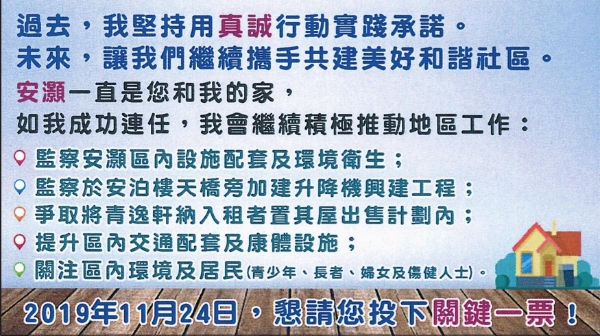 過去，我堅持用真誠行動實踐承諾。
未來，讓我們繼續攜手共建美好和諧社區。
安灝一直是您和我的家，
如我成功連任，我會繼續積極推動地區工作：
監察安灝區內設施配套及環境衛生；
監察於安泊樓天橋旁加建升降機興建工程；
爭取將青逸軒納入租者置其屋出售計劃內；
提升區內交通配套及康體設施；
關注區內環境及居民(青少年、長者、婦女及傷健人士)。
2019年11月24日，懇請您投下關鍵一票！